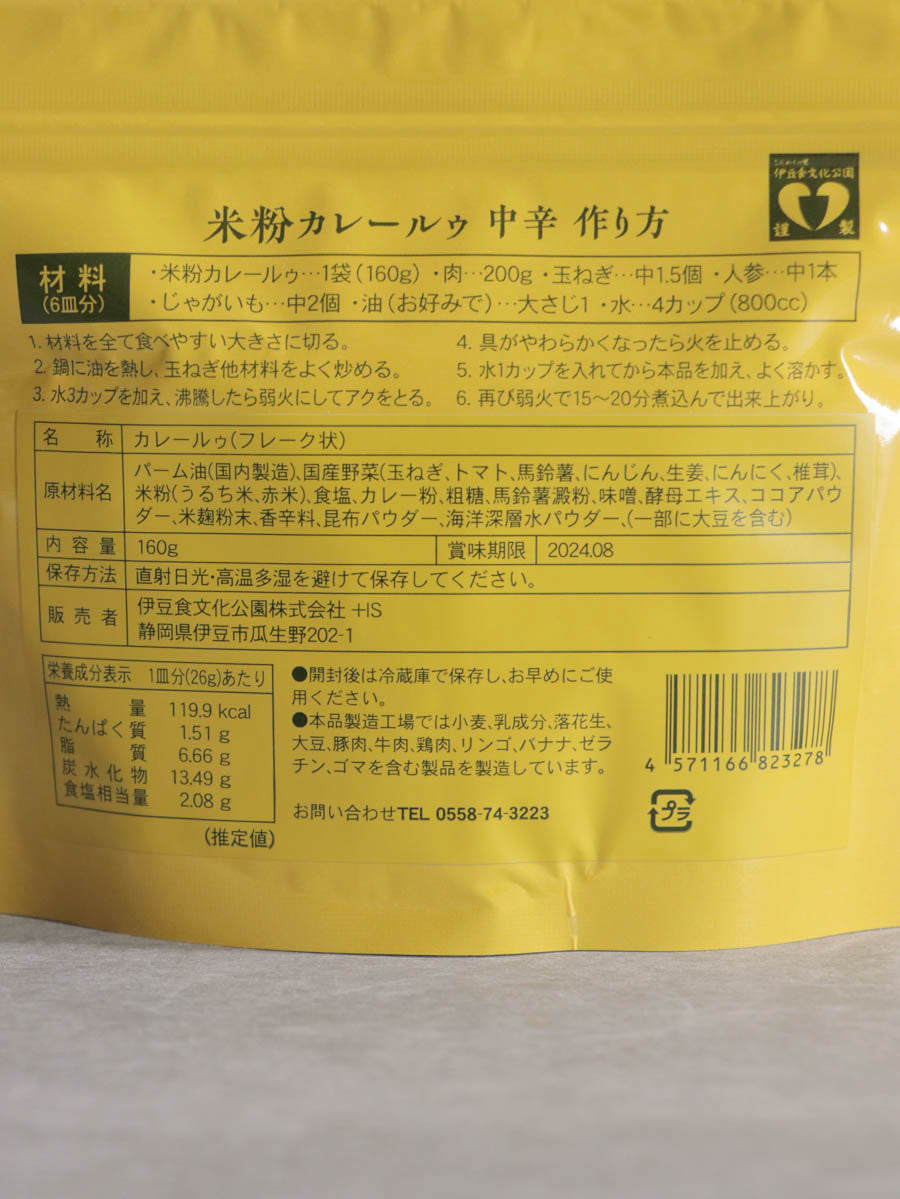 伊豆食文化公園
謹製
米粉カレールゥ 中辛 作り方
材料
(6皿分)
・米粉カレールゥ…1袋(160g)・肉…200g・玉ねぎ…中1.5個・人参…中1本
・じゃがいも…中2個・油(お好みで)…大さじ1・水…4カップ(800cc)
1. 材料を全て食べやすい大きさに切る。
2. 鍋に油を熱し、玉ねぎ他材料をよく炒める。
3. 水3カップを加え、沸騰したら弱火にしてアクをとる。
4. 具がやわらかくなったら火を止める。
5. 水1カップを入れてから本品を加え、よく溶かす。
6. 再び弱火で15〜20分煮込んで出来上がり。
名称 カレールゥ(フレーク状)
原材料名 パーム油(国内製造)、国産野菜(玉ねぎ、トマト、馬鈴薯、にんじん、生姜、にんにく、椎茸)、
米粉(うるち米、赤米)、食塩、カレー粉、粗糖、馬鈴薯澱粉、味噌、酵母エキス、ココアパウ
ダー、米麹粉末、香辛料、昆布パウダー、海洋深層水パウダー、(一部に大豆を含む)
内容量 160g 賞味期限 2024.08
保存方法 直射日光・高温多湿を避けて保存してください。
販売者 伊豆食文化公園株式会社 +IS
静岡県伊豆市瓜生野202-1
栄養成分表示 1皿分(26g)あたり
熱量 119.9 kcal
たんぱく質 1.51 g
脂質 6.66 g
炭水化物 13.49 g
食塩相当量 2.08 g
(推定値)
●開封後は冷蔵庫で保存し、お早めにご使
用ください。
●本品製造工場では小麦、乳成分、落花生、
大豆、豚肉、牛肉、鶏肉、リンゴ、バナナ、ゼラ
チン、ゴマを含む製品を製造しています。
お問い合わせTEL 0558-74-3223
4 571166 823278
プラ